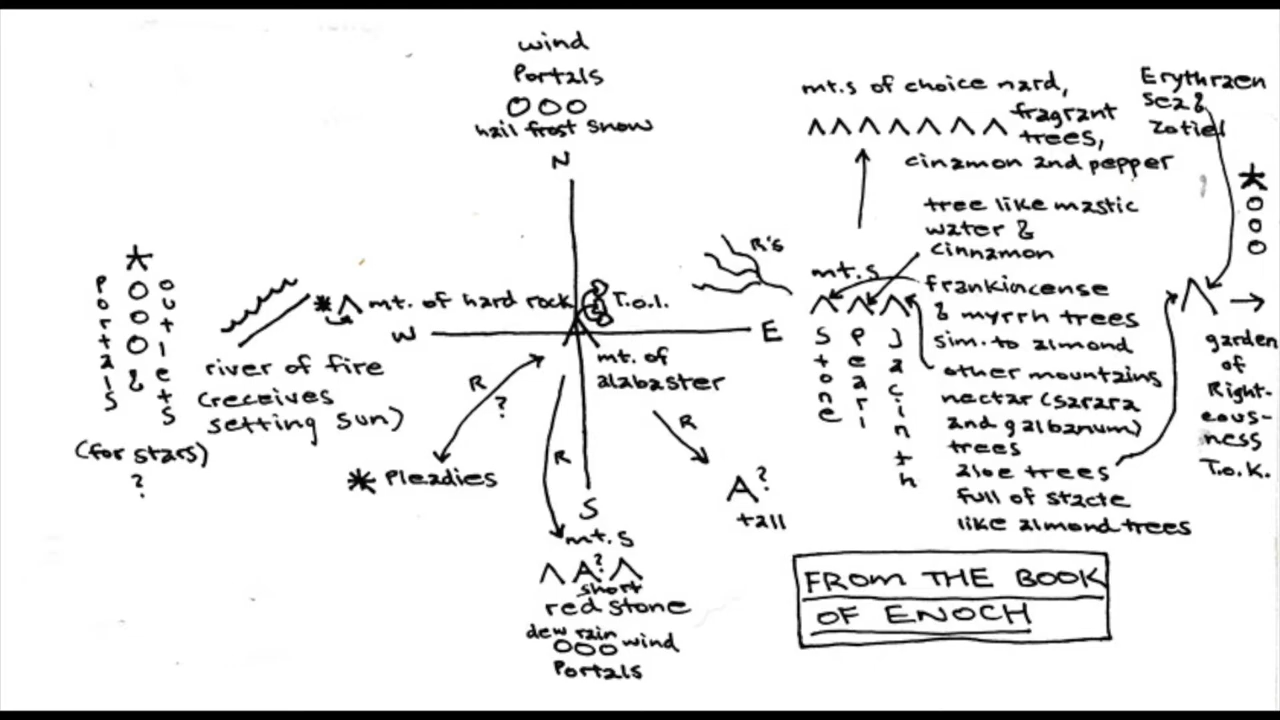 wind
Portals
hail frost snow
N
mt.s of choice nard,
fragrant
trees,
cinamon and pepper
Erythraen
sea &
Zotiel
tree like mastic
water &
cinnamon
R's
mt.s
frankincense
& myrrh trees
sim. to almond
other mountains
nectar (sarara
and galbanum)
trees
aloe trees
full of stacte
like almond trees
Stone
Pearl
Jacinth
garden
of
Right-
eous-
ness
T.o.K.
Portals
&
outlets
(for stars)
?
river of fire
(receives
setting sun)
mt. of hard rock
T.o.l.
W
E
mt. of
alabaster
R
?
Pleadies
R
R
?
tall
S
mt.s
?
short
red stone
dew rain
wind
Portals
FROM THE BOOK
OF ENOCH